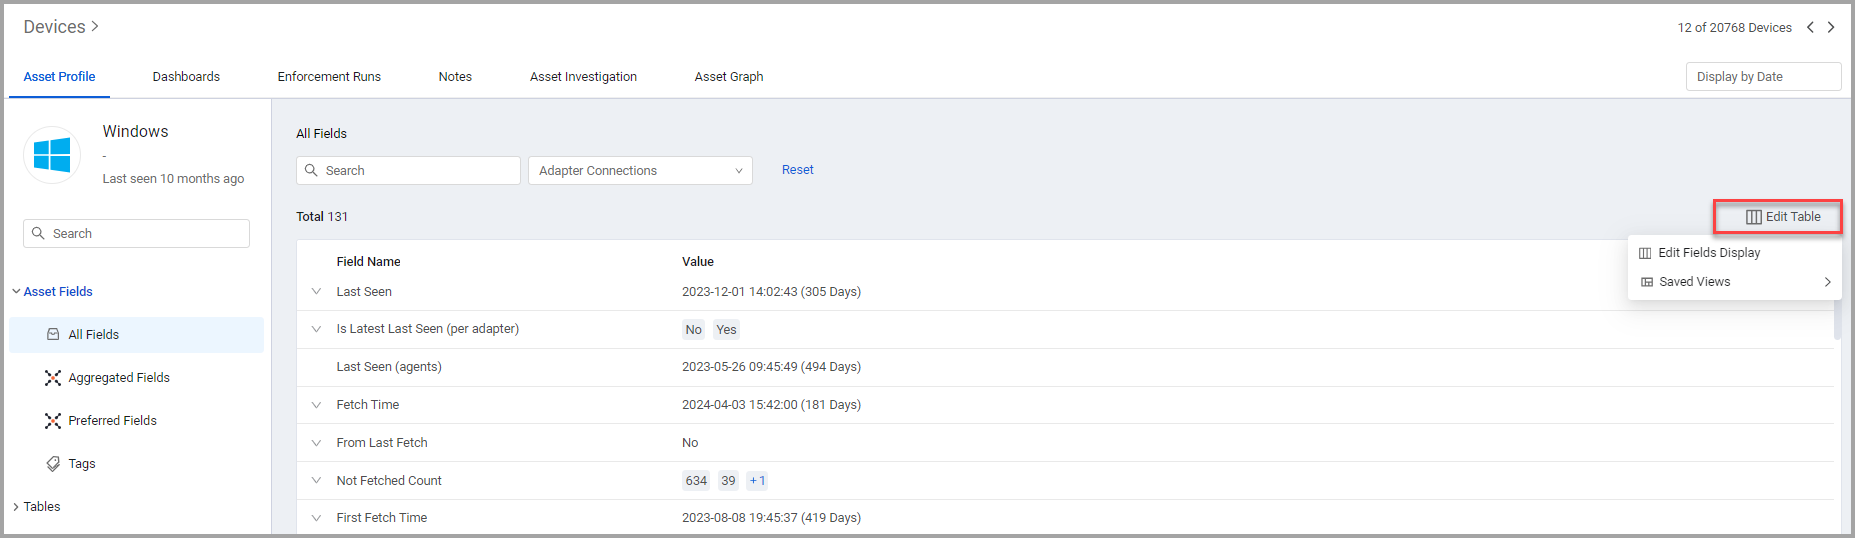 Devices
12 of 20768 Devices
Asset Profile
Dashboards
Enforcement Runs
Notes
Asset Investigation
Asset Graph
Display by Date
Windows
-
Last seen 10 months ago
Search
Asset Fields
All Fields
Aggregated Fields
Preferred Fields
Tags
Tables
All Fields
Search
Adapter Connections
Reset
Total 131
Edit Table
Edit Fields Display
Saved Views
Field Name Value
Last Seen 2023-12-01 14:02:43 (305 Days)
Is Latest Last Seen (per adapter) No Yes
Last Seen (agents) 2023-05-26 09:45:49 (494 Days)
Fetch Time 2024-04-03 15:42:00 (181 Days)
From Last Fetch No
Not Fetched Count 634 39 +1
First Fetch Time 2023-08-08 19:45:37 (419 Days)